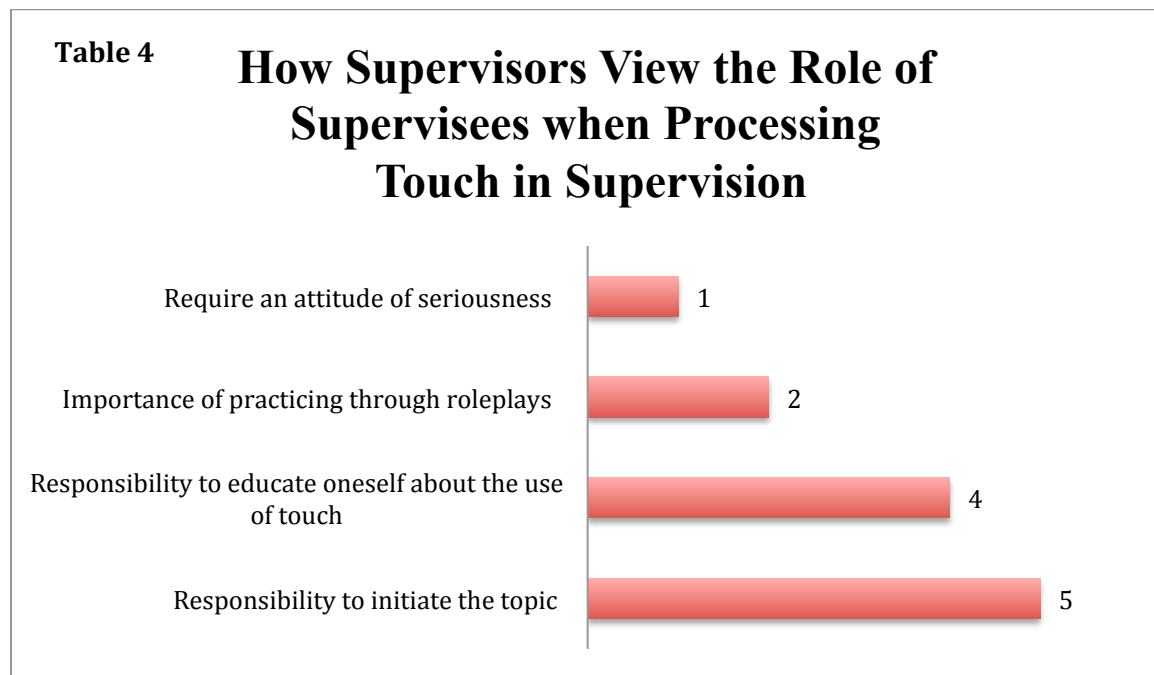 Table 4
How Supervisors View the Role of
Supervisees when Processing
Touch in Supervision
Require an attitude of seriousness
1
Importance of practicing through roleplays
2
Responsibility to educate oneself about the use
of touch
4
Responsibility to initiate the topic
5